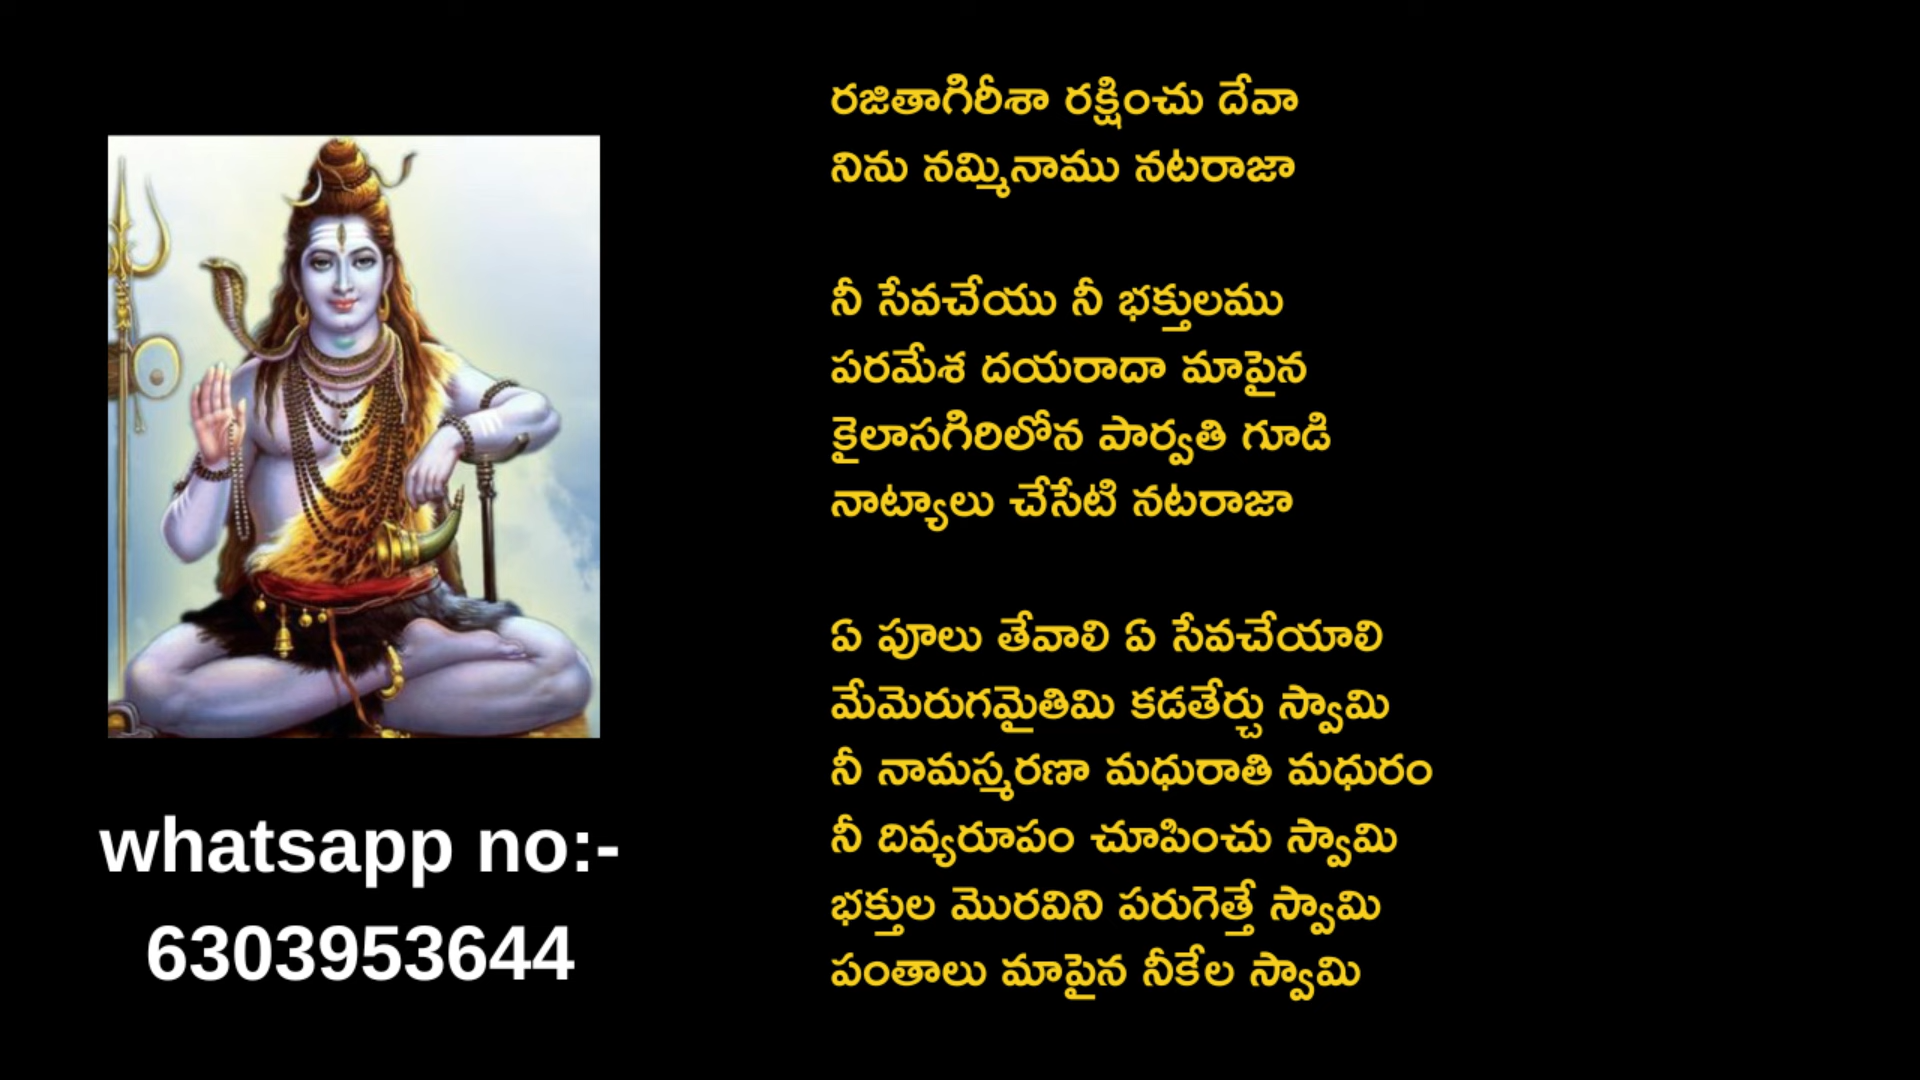 రజితాగిరీశా రక్షించు దేవా
నిను నమ్మినాము నటరాజా
నీ సేవచేయు నీ భక్తులము
పరమేశ దయరాదా మాపైన
కైలాసగిరిలోన పార్వతి గూడి
నాట్యాలు చేసేటి నటరాజా
ఏ పూలు తేవాలి ఏ సేవచేయాలి
మేమెరుగమైతిమి కడతేర్చు స్వామి
నీ నామస్మరణా మధురాతి మధురం
నీ దివ్యరూపం చూపించు స్వామి
భక్తుల మొరవిని పరుగెత్తే స్వామి
పంతాలు మాపైన నీకేల స్వామి
whatsapp no:-
6303953644